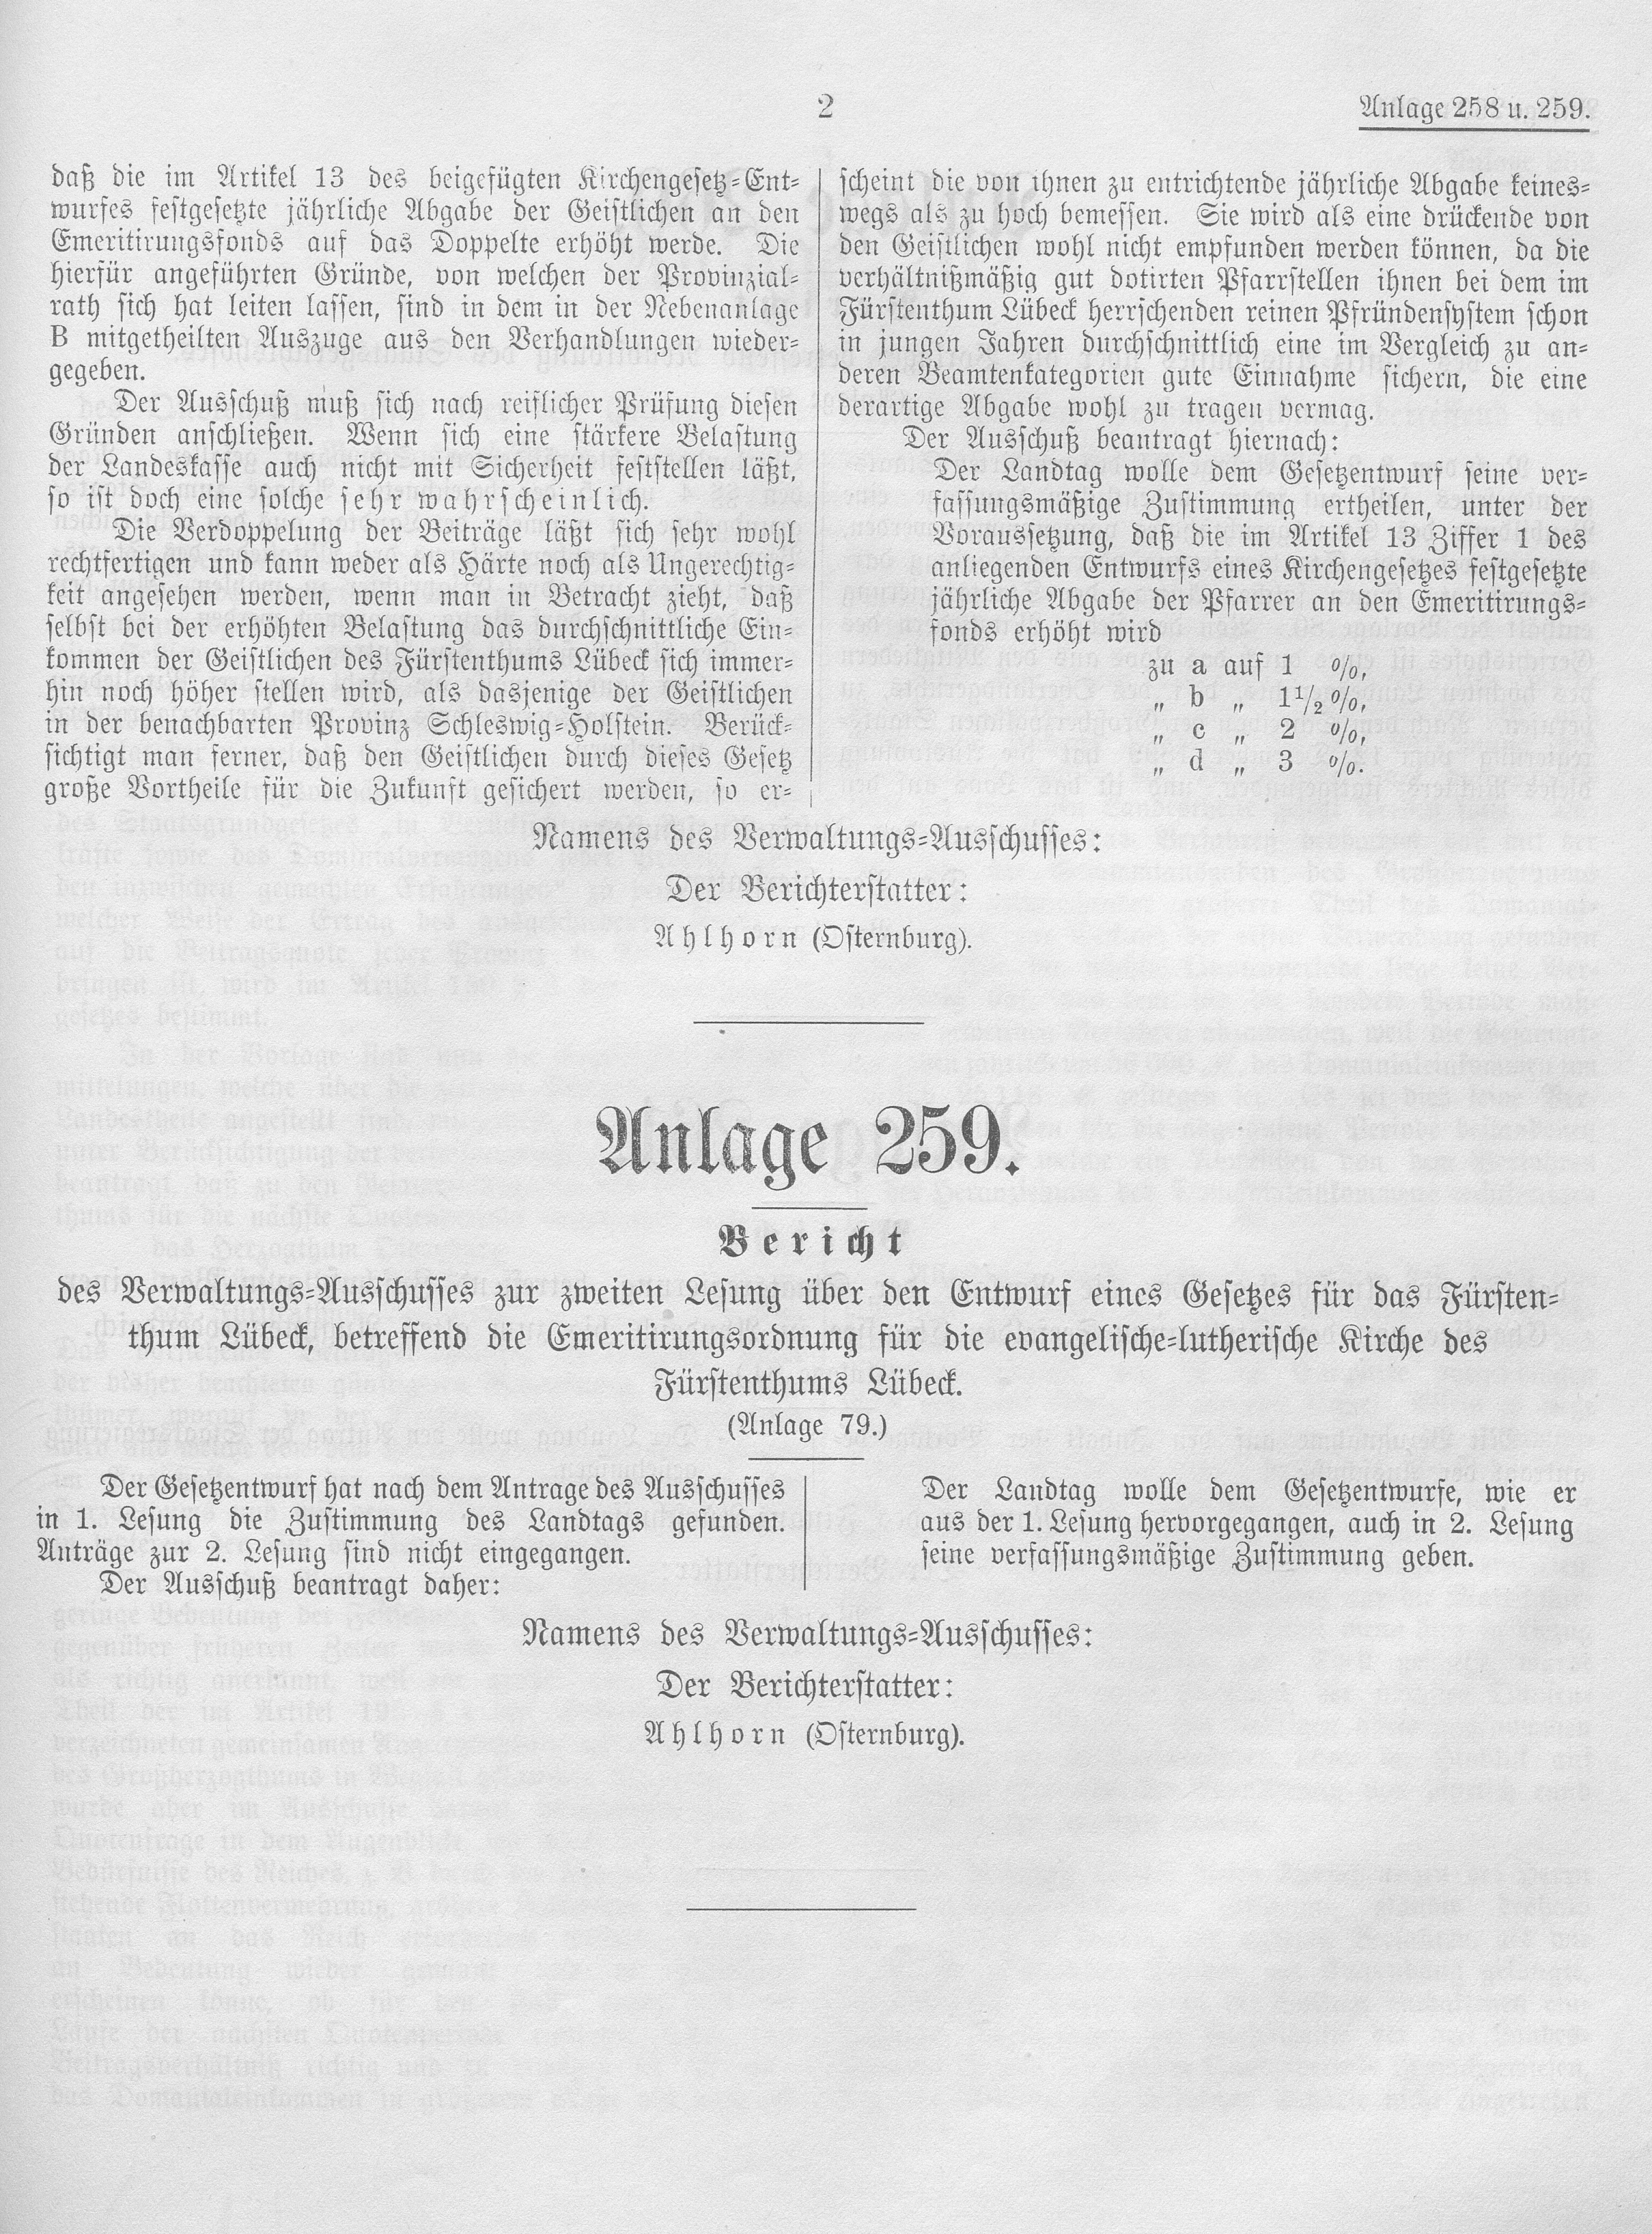 2
Anlage 258 u. 259.
daß die im Artikel 13 des beigefügten Kirchengesetz-Ent-
wurfes festgesetzte jährliche Abgabe der Geistlichen an den
Emeritirungsfonds auf das Doppelte erhöht werde. Die
hierfür angeführten Gründe, von welchen der Provinzial-
rath sich hat leiten lassen, sind in dem in der Nebenanlage
B mitgetheilten Auszuge aus den Verhandlungen wieder-
gegeben.
Der Ausschuß muß sich nach reiflicher Prüfung diesen
Gründen anschließen. Wenn sich eine stärkere Belastung
der Landeskasse auch nicht mit Sicherheit feststellen läßt,
so ist doch eine solche sehr wahrscheinlich.
Die Verdoppelung der Beiträge läßt sich sehr wohl
rechtfertigen und kann weder als Härte noch als Ungerechtig-
keit angesehen werden, wenn man in Betracht zieht, daß
selbst bei der erhöhten Belastung das durchschnittliche Ein-
kommen der Geistlichen des Fürstenthums Lübeck sich immer-
hin noch höher stellen wird, als dasjenige der Geistlichen
in der benachbarten Provinz Schleswig-Holstein. Berück-
sichtigt man ferner, daß den Geistlichen durch dieses Gesetz
große Vortheile für die Zukunft gesichert werden, so er-
scheint die von ihnen zu entrichtende jährliche Abgabe keines-
wegs als zu hoch bemessen. Sie wird als eine drückende von
den Geistlichen wohl nicht empfunden werden können, da die
verhältnißmäßig gut dotirten Pfarrstellen ihnen bei dem im
Fürstenthum Lübeck herrschenden reinen Pfründensystem schon
in jungen Jahren durchschnittlich eine im Vergleich zu an-
deren Beamtenkategorien gute Einnahme sichern, die eine
derartige Abgabe wohl zu tragen vermag.
Der Ausschuß beantragt hiernach:
Der Landtag wolle dem Gesetzentwurf seine ver-
fassungsmäßige Zustimmung ertheilen, unter der
Voraussetzung, daß die im Artikel 13 Ziffer 1 des
anliegenden Entwurfs eines Kirchengesetzes festgesetzte
jährliche Abgabe der Pfarrer an den Emeritirungs-
fonds erhöht wird
zu a auf 1 %,
„ b „ 1½ %,
„ c „ 2 %,
„ d „ 3 %.
Namens des Verwaltungs-Ausschusses:
Der Berichterstatter:
Ahlhorn (Osternburg).
Anlage 259.
Bericht
des Verwaltungs-Ausschusses zur zweiten Lesung über den Entwurf eines Gesetzes für das Fürsten-
thum Lübeck, betreffend die Emeritirungsordnung für die evangelische-lutherische Kirche des
Fürstenthums Lübeck.
(Anlage 79.)
Der Gesetzentwurf hat nach dem Antrage des Ausschusses
in 1. Lesung die Zustimmung des Landtags gefunden.
Anträge zur 2. Lesung sind nicht eingegangen.
Der Ausschuß beantragt daher:
Der Landtag wolle dem Gesetzentwurfe, wie er
aus der 1. Lesung hervorgegangen, auch in 2. Lesung
seine verfassungsmäßige Zustimmung geben.
Namens des Verwaltungs-Ausschusses:
Der Berichterstatter:
Ahlhorn (Osternburg).